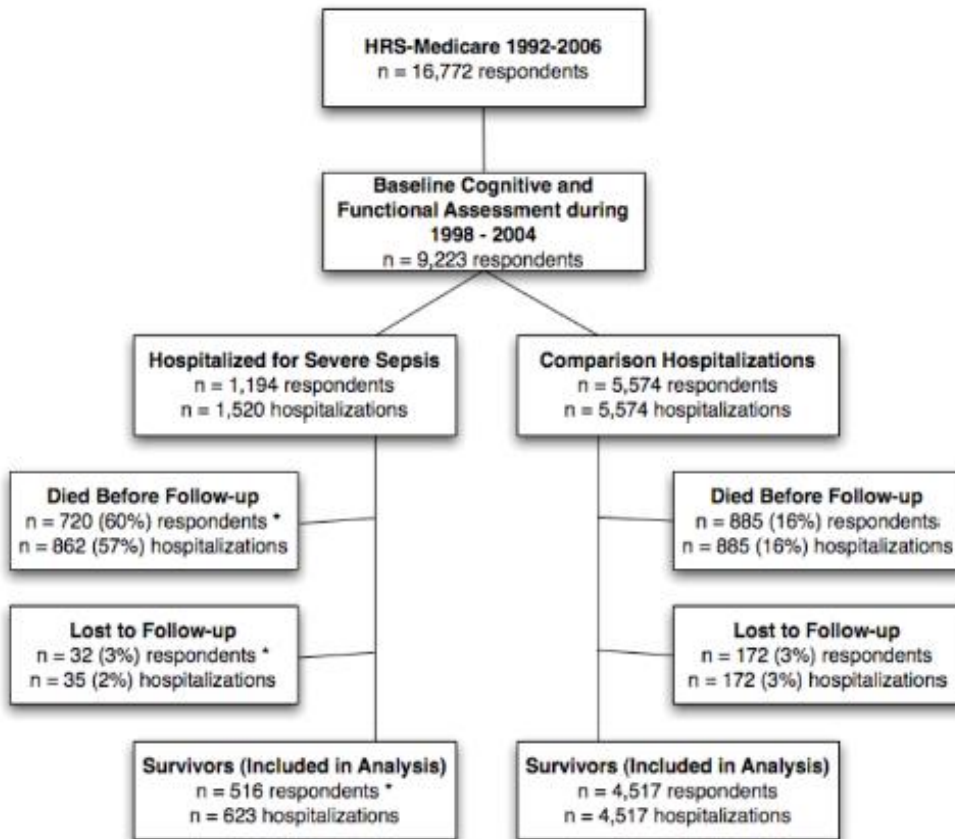 HRS-Medicare 1992-2006
n = 16,772 respondents
Baseline Cognitive and
Functional Assessment during
1998 - 2004
n = 9,223 respondents
Hospitalized for Severe Sepsis
n = 1,194 respondents
n = 1,520 hospitalizations
Comparison Hospitalizations
n = 5,574 respondents
n = 5,574 hospitalizations
Died Before Follow-up
n = 720 (60%) respondents *
n = 862 (57%) hospitalizations
Died Before Follow-up
n = 885 (16%) respondents
n = 885 (16%) hospitalizations
Lost to Follow-up
n = 32 (3%) respondents *
n = 35 (2%) hospitalizations
Lost to Follow-up
n = 172 (3%) respondents
n = 172 (3%) hospitalizations
Survivors (Included in Analysis)
n = 516 respondents *
n = 623 hospitalizations
Survivors (Included in Analysis)
n = 4,517 respondents
n = 4,517 hospitalizations